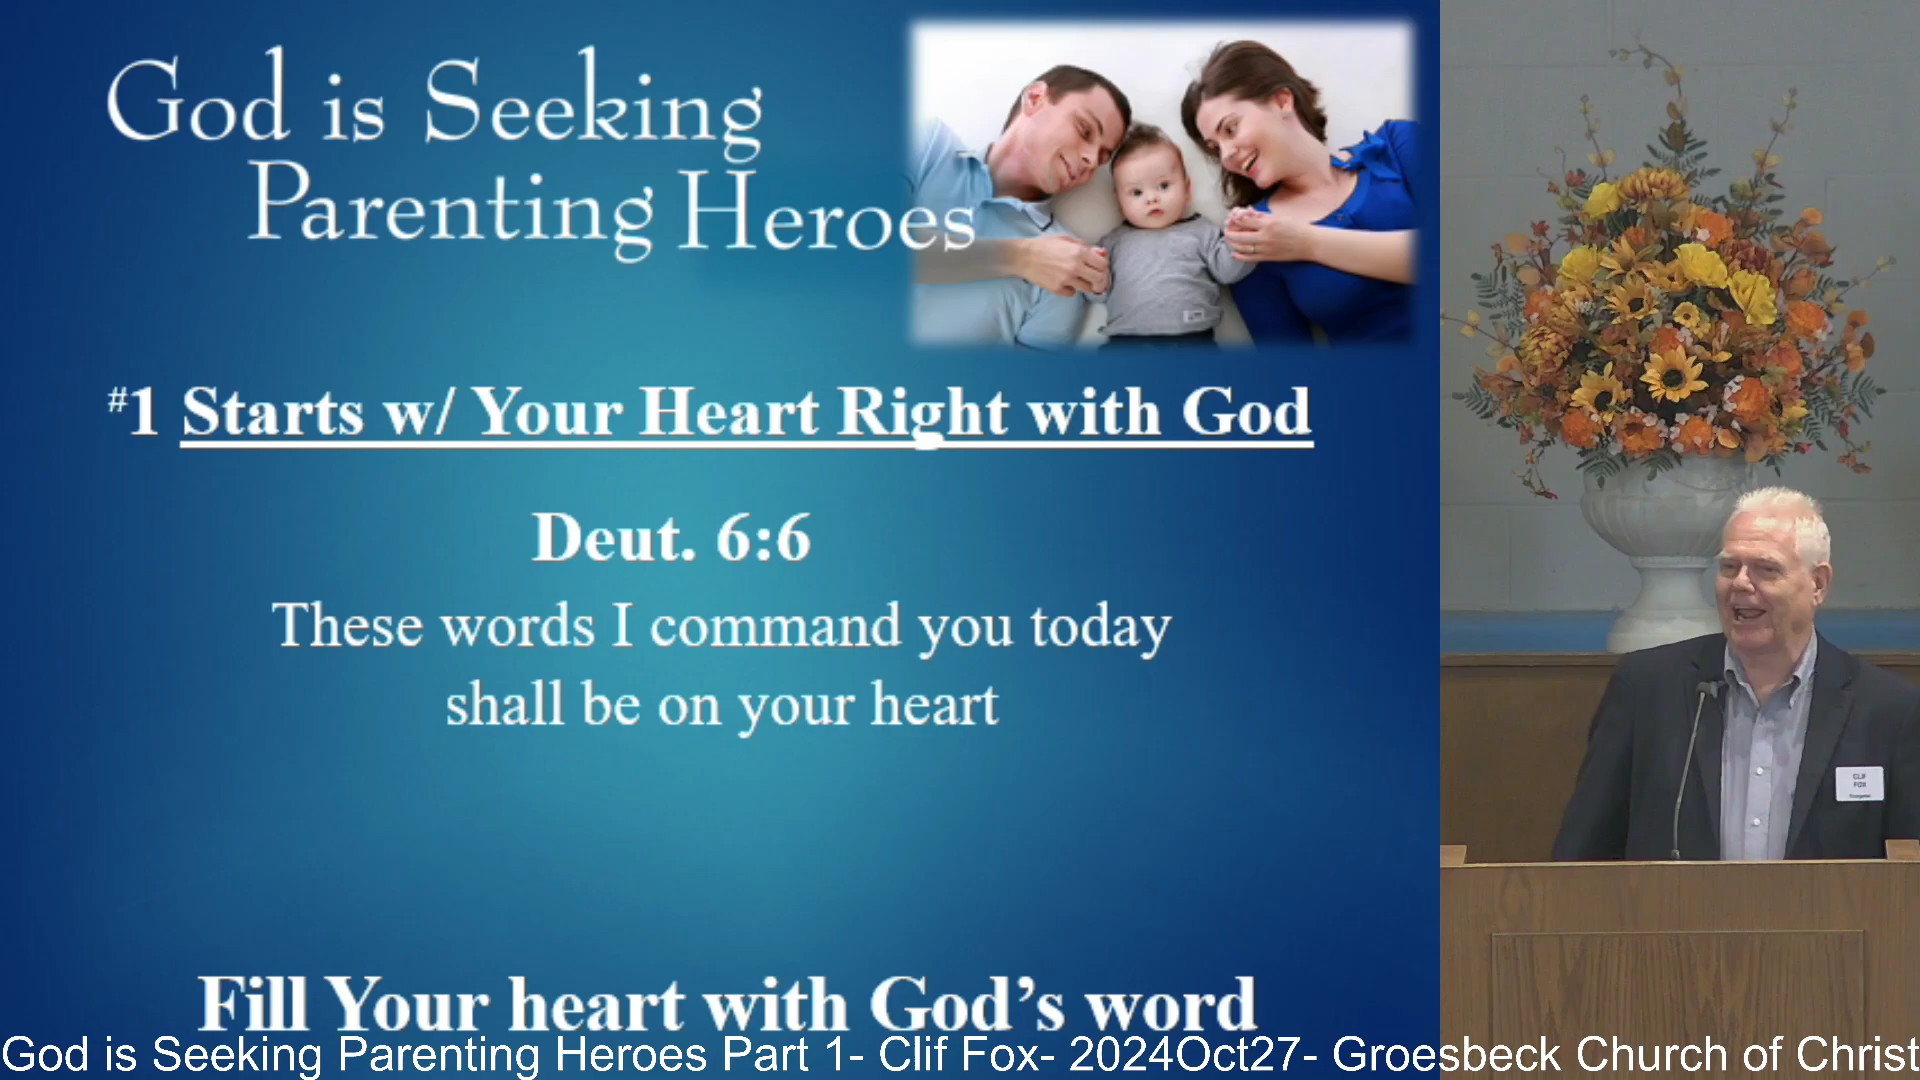 God is Seeking
Parenting Heroes
#1 Starts w/ Your Heart Right with God
Deut. 6:6
These words I command you today
shall be on your heart
Fill Your heart with God’s word
God is Seeking Parenting Heroes Part 1- Clif Fox- 2024Oct27- Groesbeck Church of Christ
CLIF
FOX